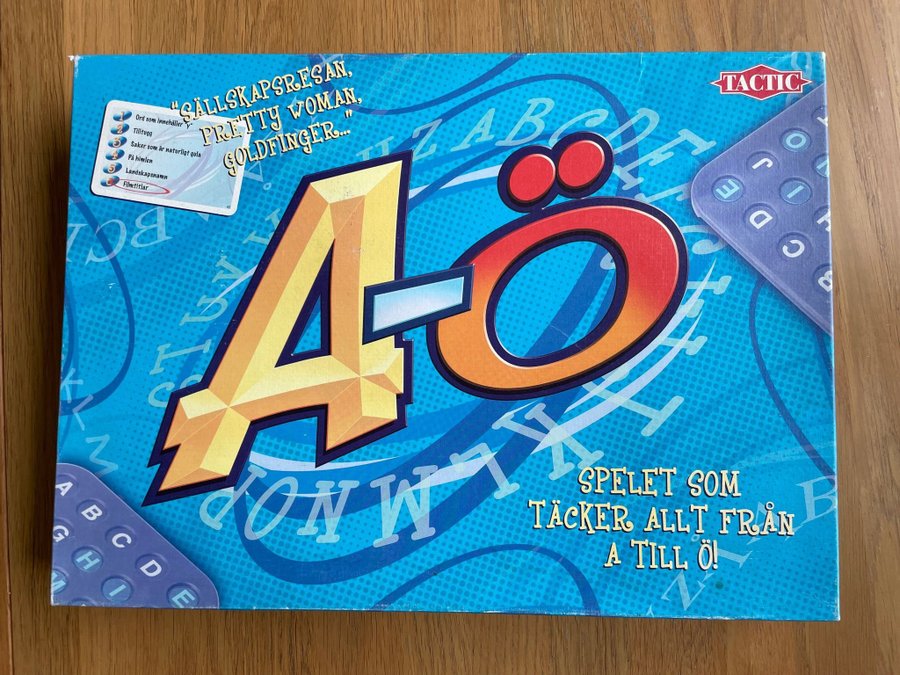 "SÄLLSKAPSRESAN,
PRETTY WOMAN,
GOLDFINGER..."
TACTIC
Ord som innehåller Y
Tilltugg
Saker som är naturligt gula
På himlen
Landskapsnamn
Filmtitlar
A-Ö
SPELET SOM
TÄCKER ALLT FRÅN
A TILL Ö!
A B C D E
G H I